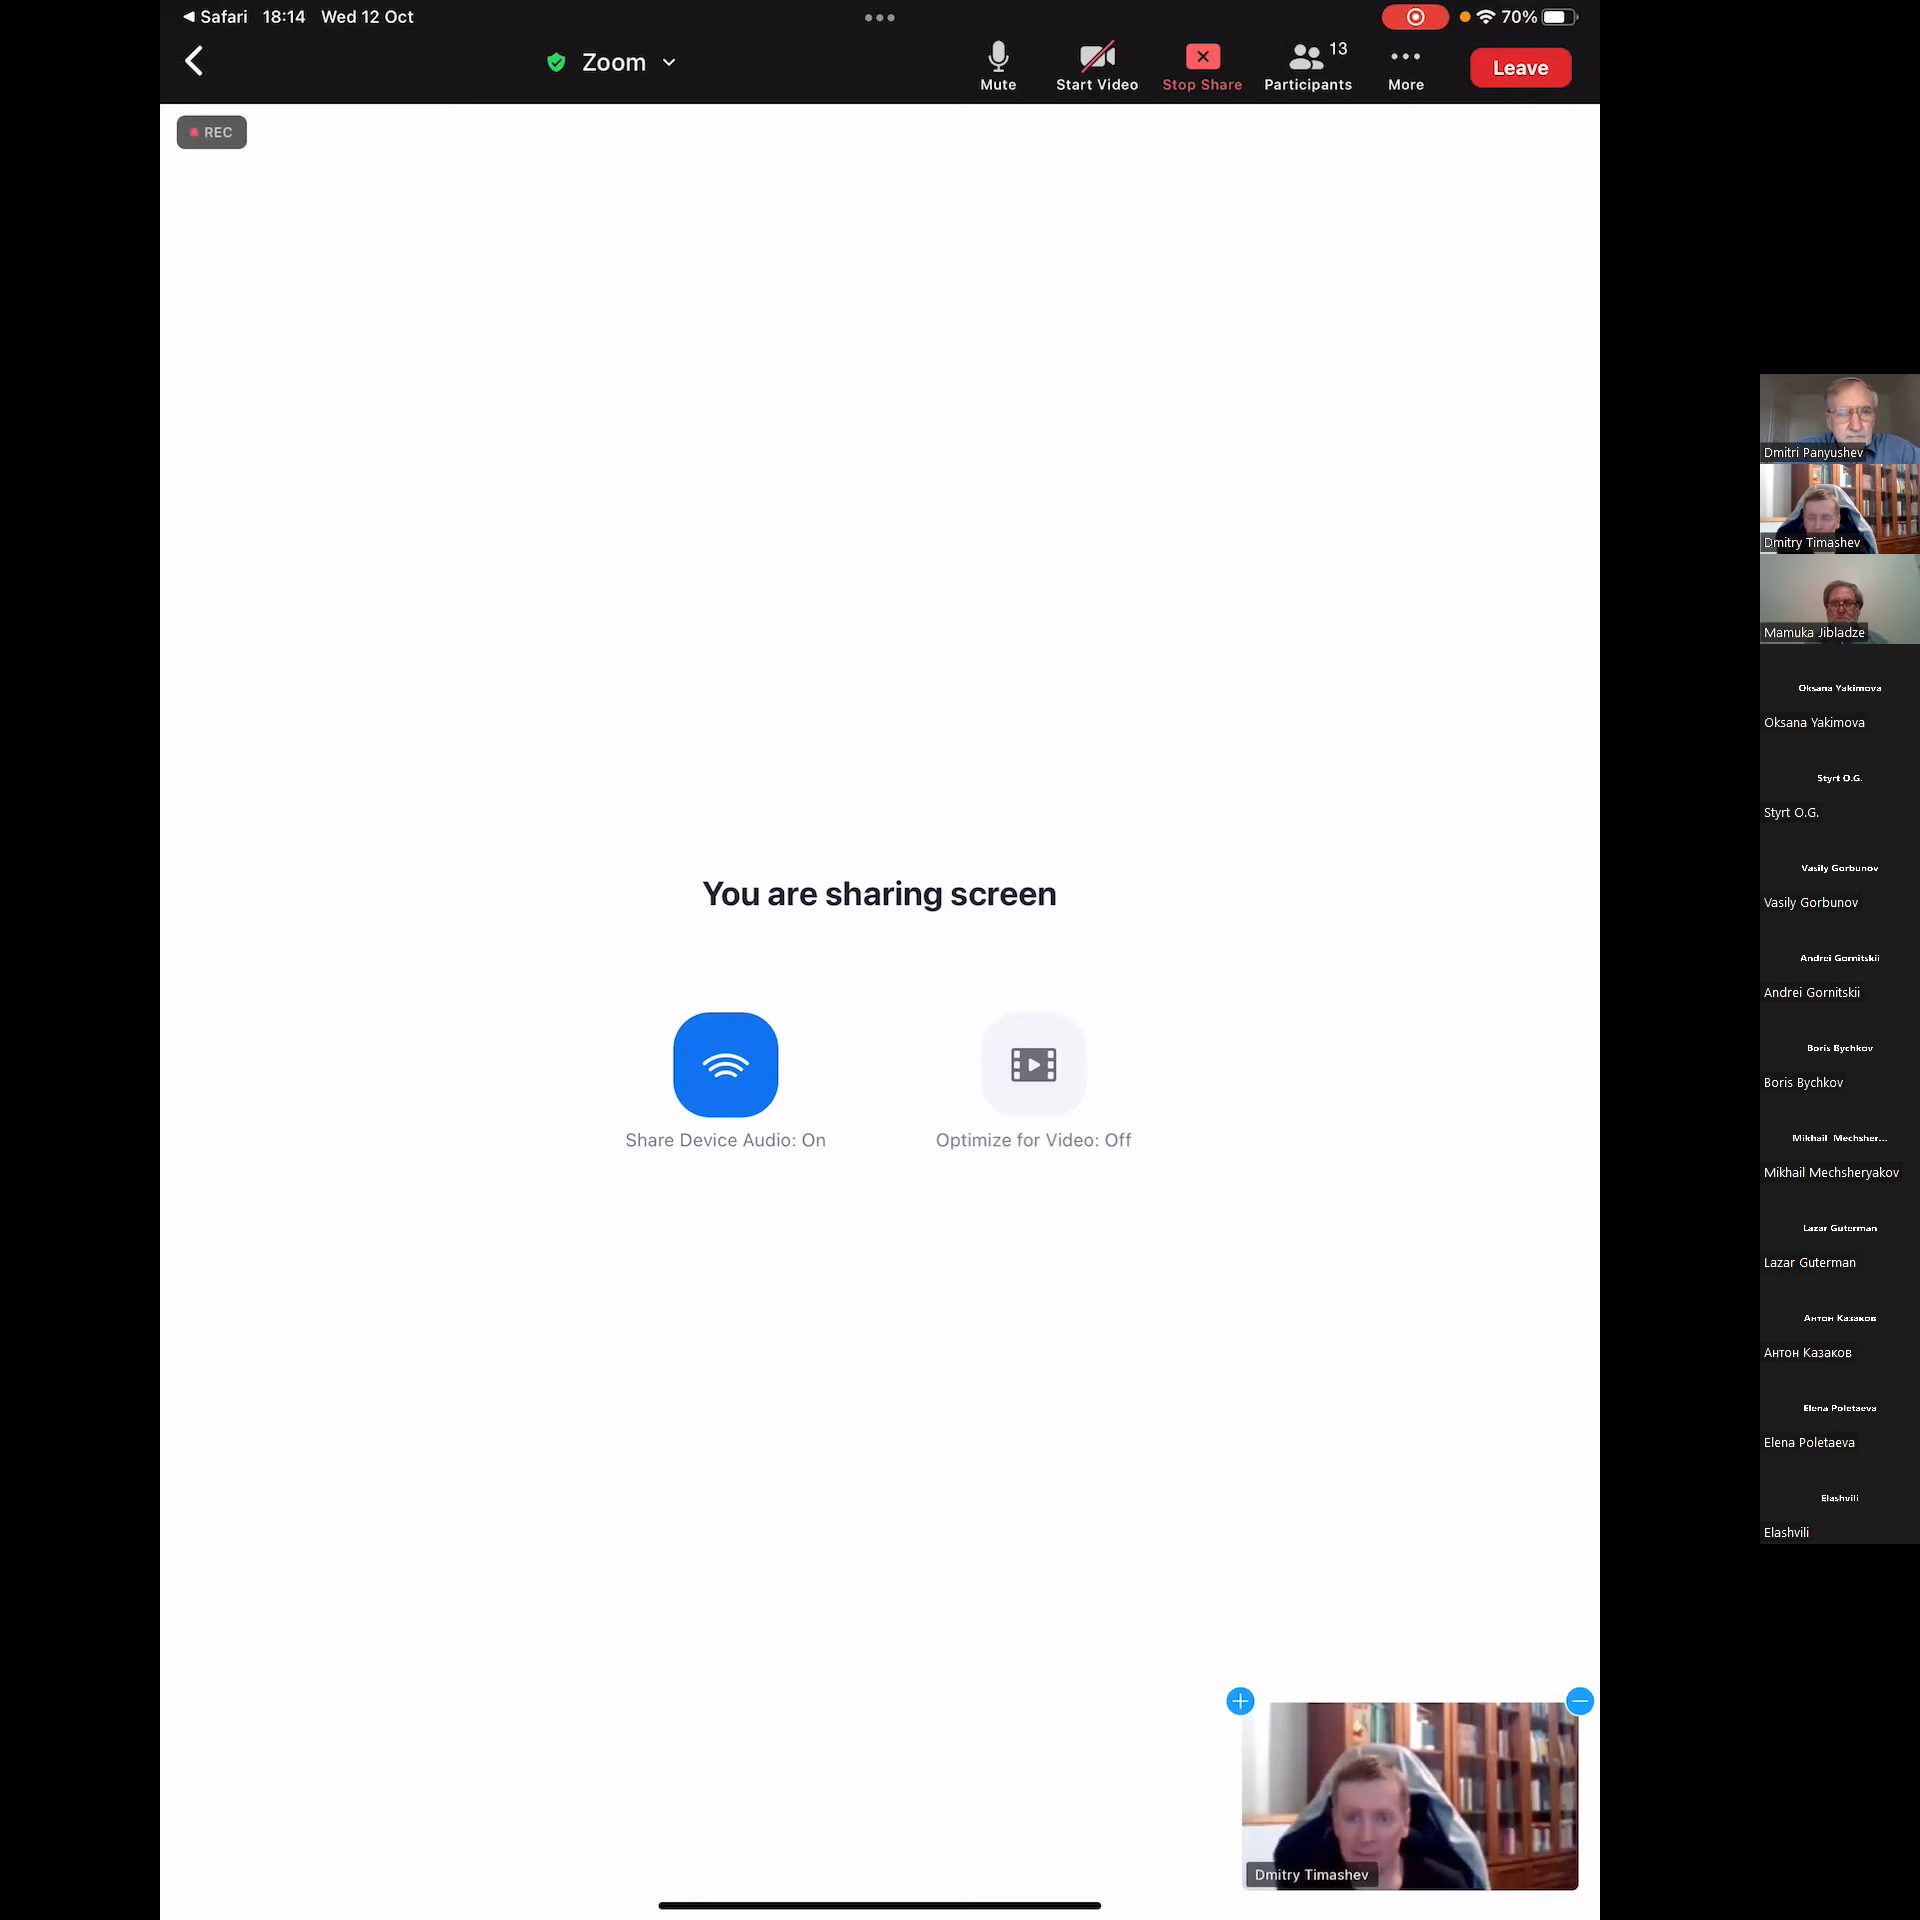 Safari 18:14 Wed 12 Oct
70%
Zoom
Mute
Start Video
Stop Share
Participants 13
More
Leave
REC
You are sharing screen
Share Device Audio: On
Optimize for Video: Off
Dmitry Timashev
Dmitri Panyushev
Dmitry Timashev
Mamuka Jibladze
Oksana Yakimova
Oksana Yakimova
Styrt O.G.
Styrt O.G.
Vasily Gorbunov
Vasily Gorbunov
Andrei Gornitskii
Andrei Gornitskii
Boris Bychkov
Boris Bychkov
Mikhail Mechsher...
Mikhail Mechsheryakov
Lazar Guterman
Lazar Guterman
Антон Казаков
Антон Казаков
Elena Poletaeva
Elena Poletaeva
Elashvili
Elashvili